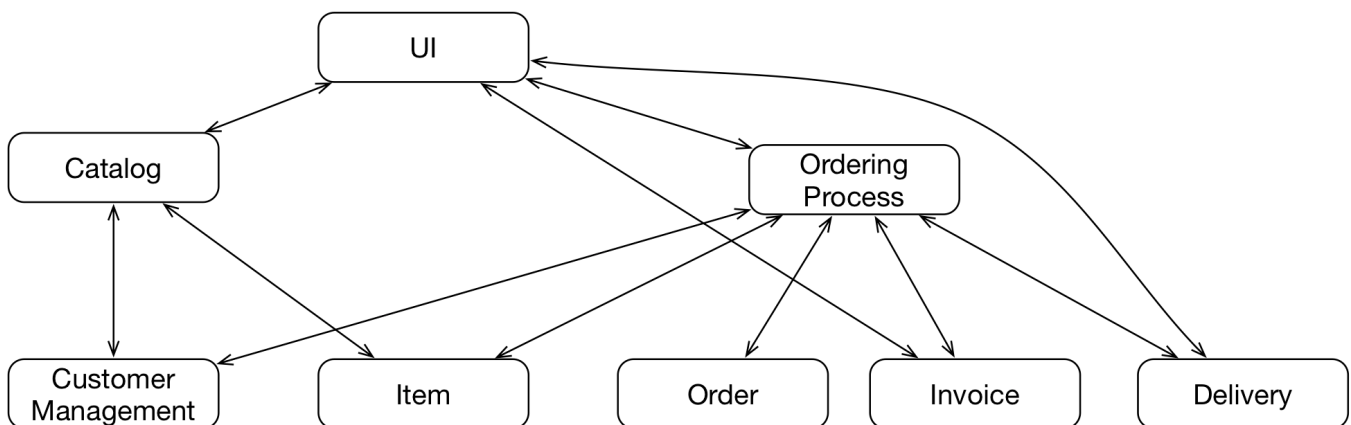 UI
Catalog
Ordering
Process
Customer
Management
Item
Order
Invoice
Delivery